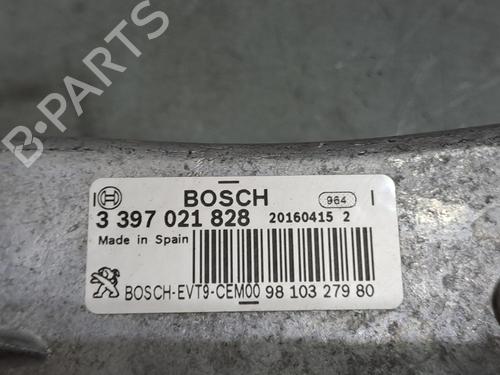 B-PARTS
BOSCH 964
3 397 021 828 20160415 2
Made in Spain
BOSCH-EVT9-CEM00 98 103 279 80